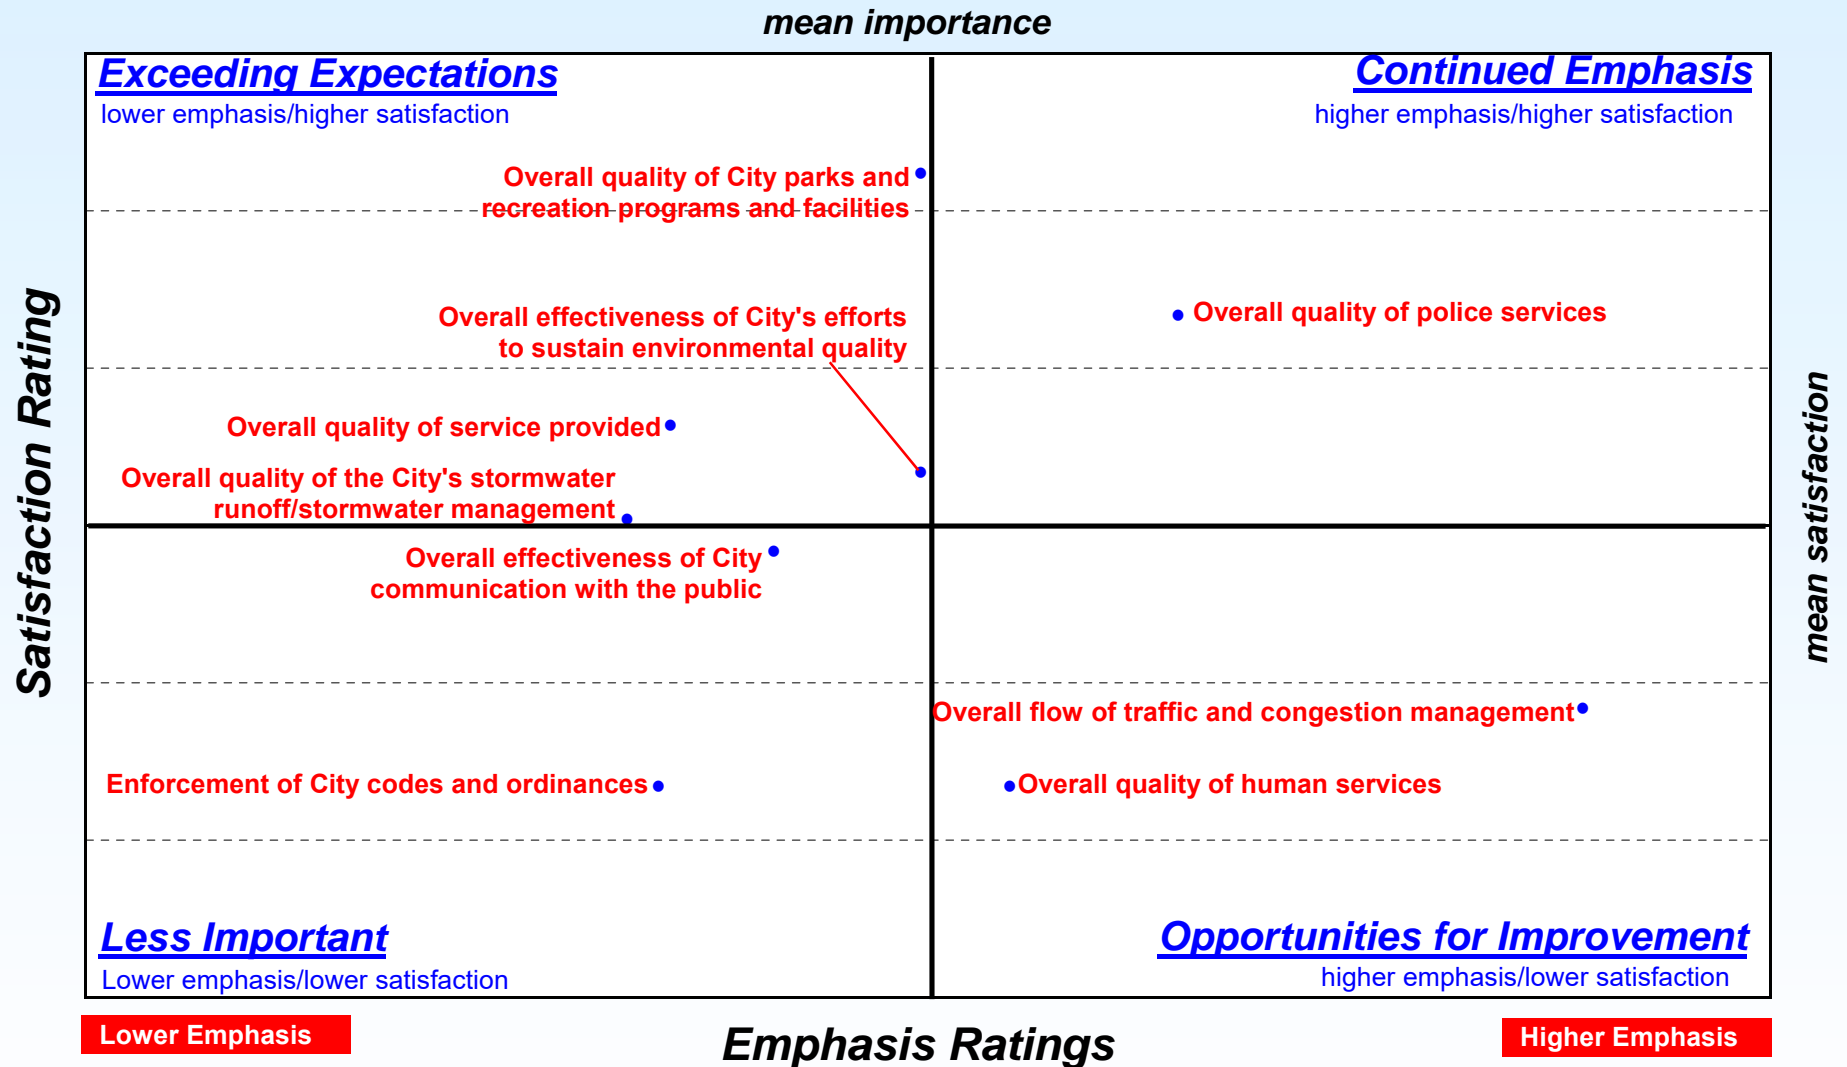 mean importance
Exceeding Expectations
lower emphasis/higher satisfaction
Continued Emphasis
higher emphasis/higher satisfaction
Overall quality of City parks and
recreation programs and facilities
Overall effectiveness of City's efforts
to sustain environmental quality
Overall quality of police services
Overall quality of service provided
Overall quality of the City's stormwater
runoff/stormwater management
Satisfaction Rating
mean satisfaction
Overall effectiveness of City
communication with the public
Overall flow of traffic and congestion management
Enforcement of City codes and ordinances
Overall quality of human services
Less Important
Lower emphasis/lower satisfaction
Opportunities for Improvement
higher emphasis/lower satisfaction
Lower Emphasis
Emphasis Ratings
Higher Emphasis